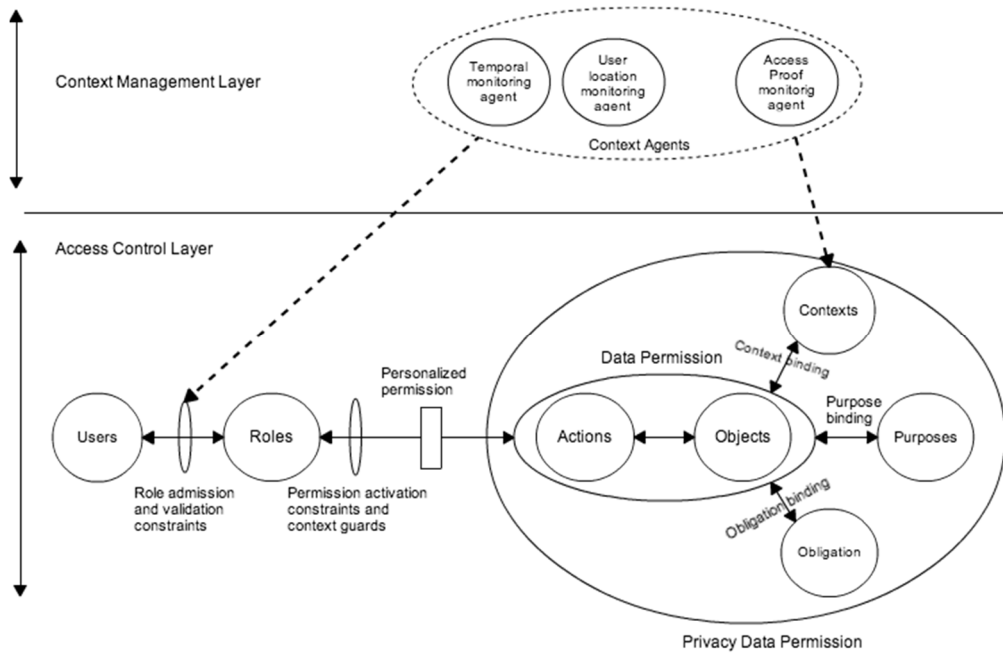 Context Management Layer
Temporal
monitoring
agent
User
location
monitoring
agent
Access
Proof
monitorig
agent
Context Agents
Access Control Layer
Contexts
Context binding
Data Permission
Personalized
permission
Users
Roles
Actions
Objects
Purpose
binding
Purposes
Role admission
and validation
constraints
Permission activation
constraints and
context guards
Obligation binding
Obligation
Privacy Data Permission